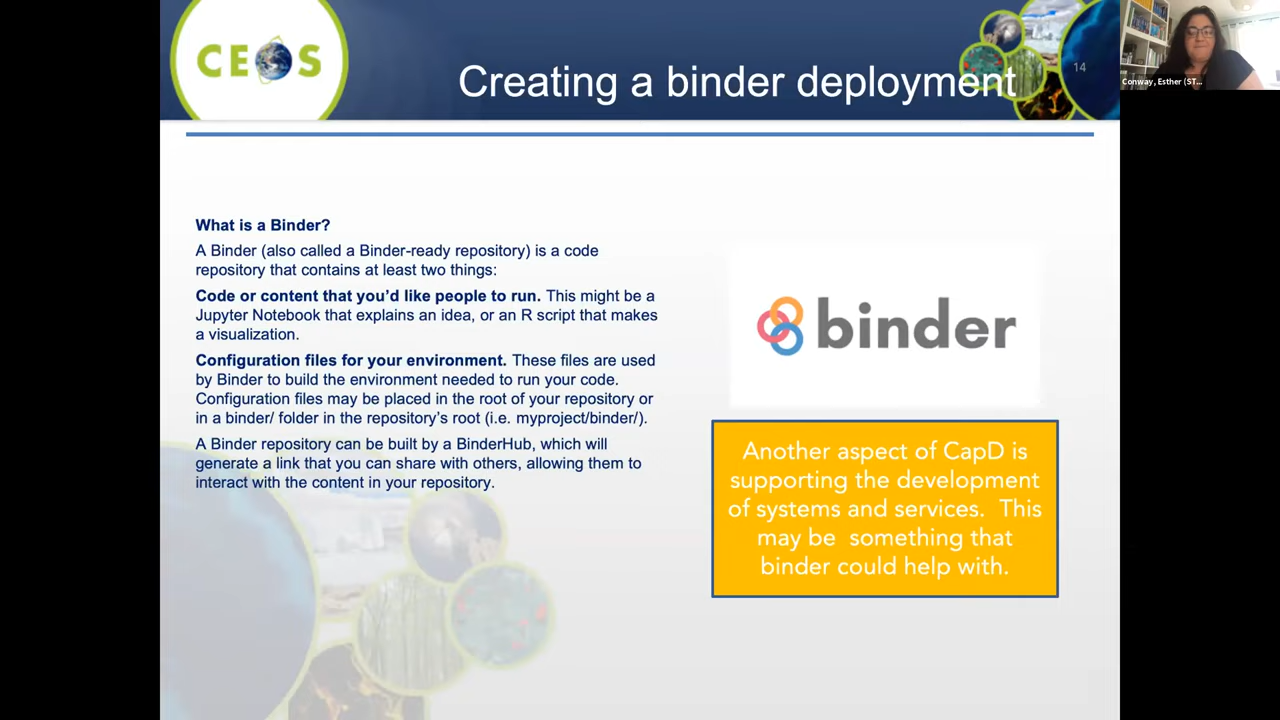 CEOS
Creating a binder deployment
14
Conway, Esther (ST...
What is a Binder?
A Binder (also called a Binder-ready repository) is a code
repository that contains at least two things:
Code or content that you'd like people to run. This might be a
Jupyter Notebook that explains an idea, or an R script that makes
a visualization.
Configuration files for your environment. These files are used
by Binder to build the environment needed to run your code.
Configuration files may be placed in the root of your repository or
in a binder/ folder in the repository's root (i.e. myproject/binder/).
A Binder repository can be built by a BinderHub, which will
generate a link that you can share with others, allowing them to
interact with the content in your repository.
binder
Another aspect of CapD is
supporting the development
of systems and services. This
may be something that
binder could help with.